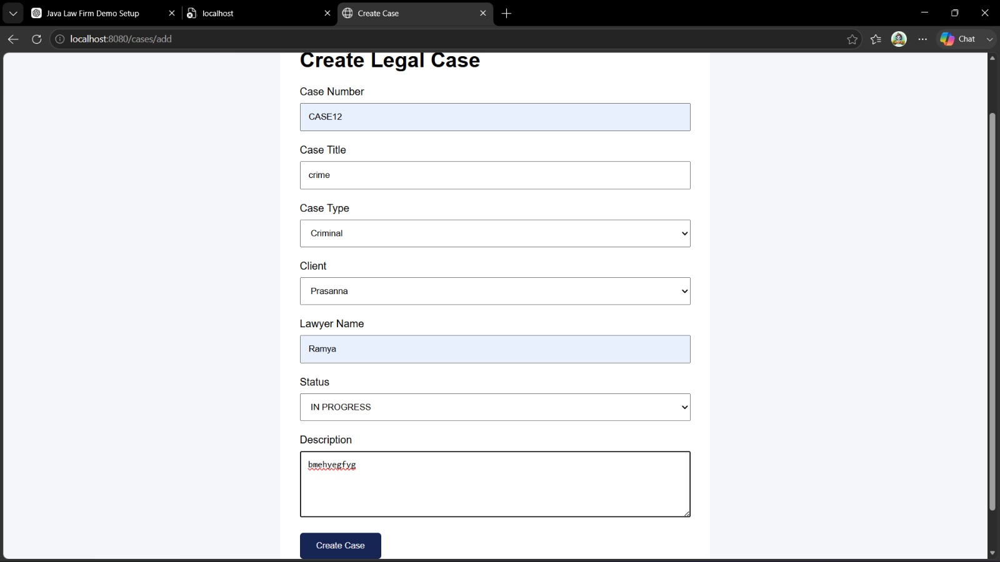 Java Law Firm Demo Setup
localhost
Create Case
localhost:8080/cases/add
Chat
Create Legal Case
Case Number
CASE12
Case Title
crime
Case Type
Criminal
Client
Prasanna
Lawyer Name
Ramya
Status
IN PROGRESS
Description
bmehyegfyg
Create Case